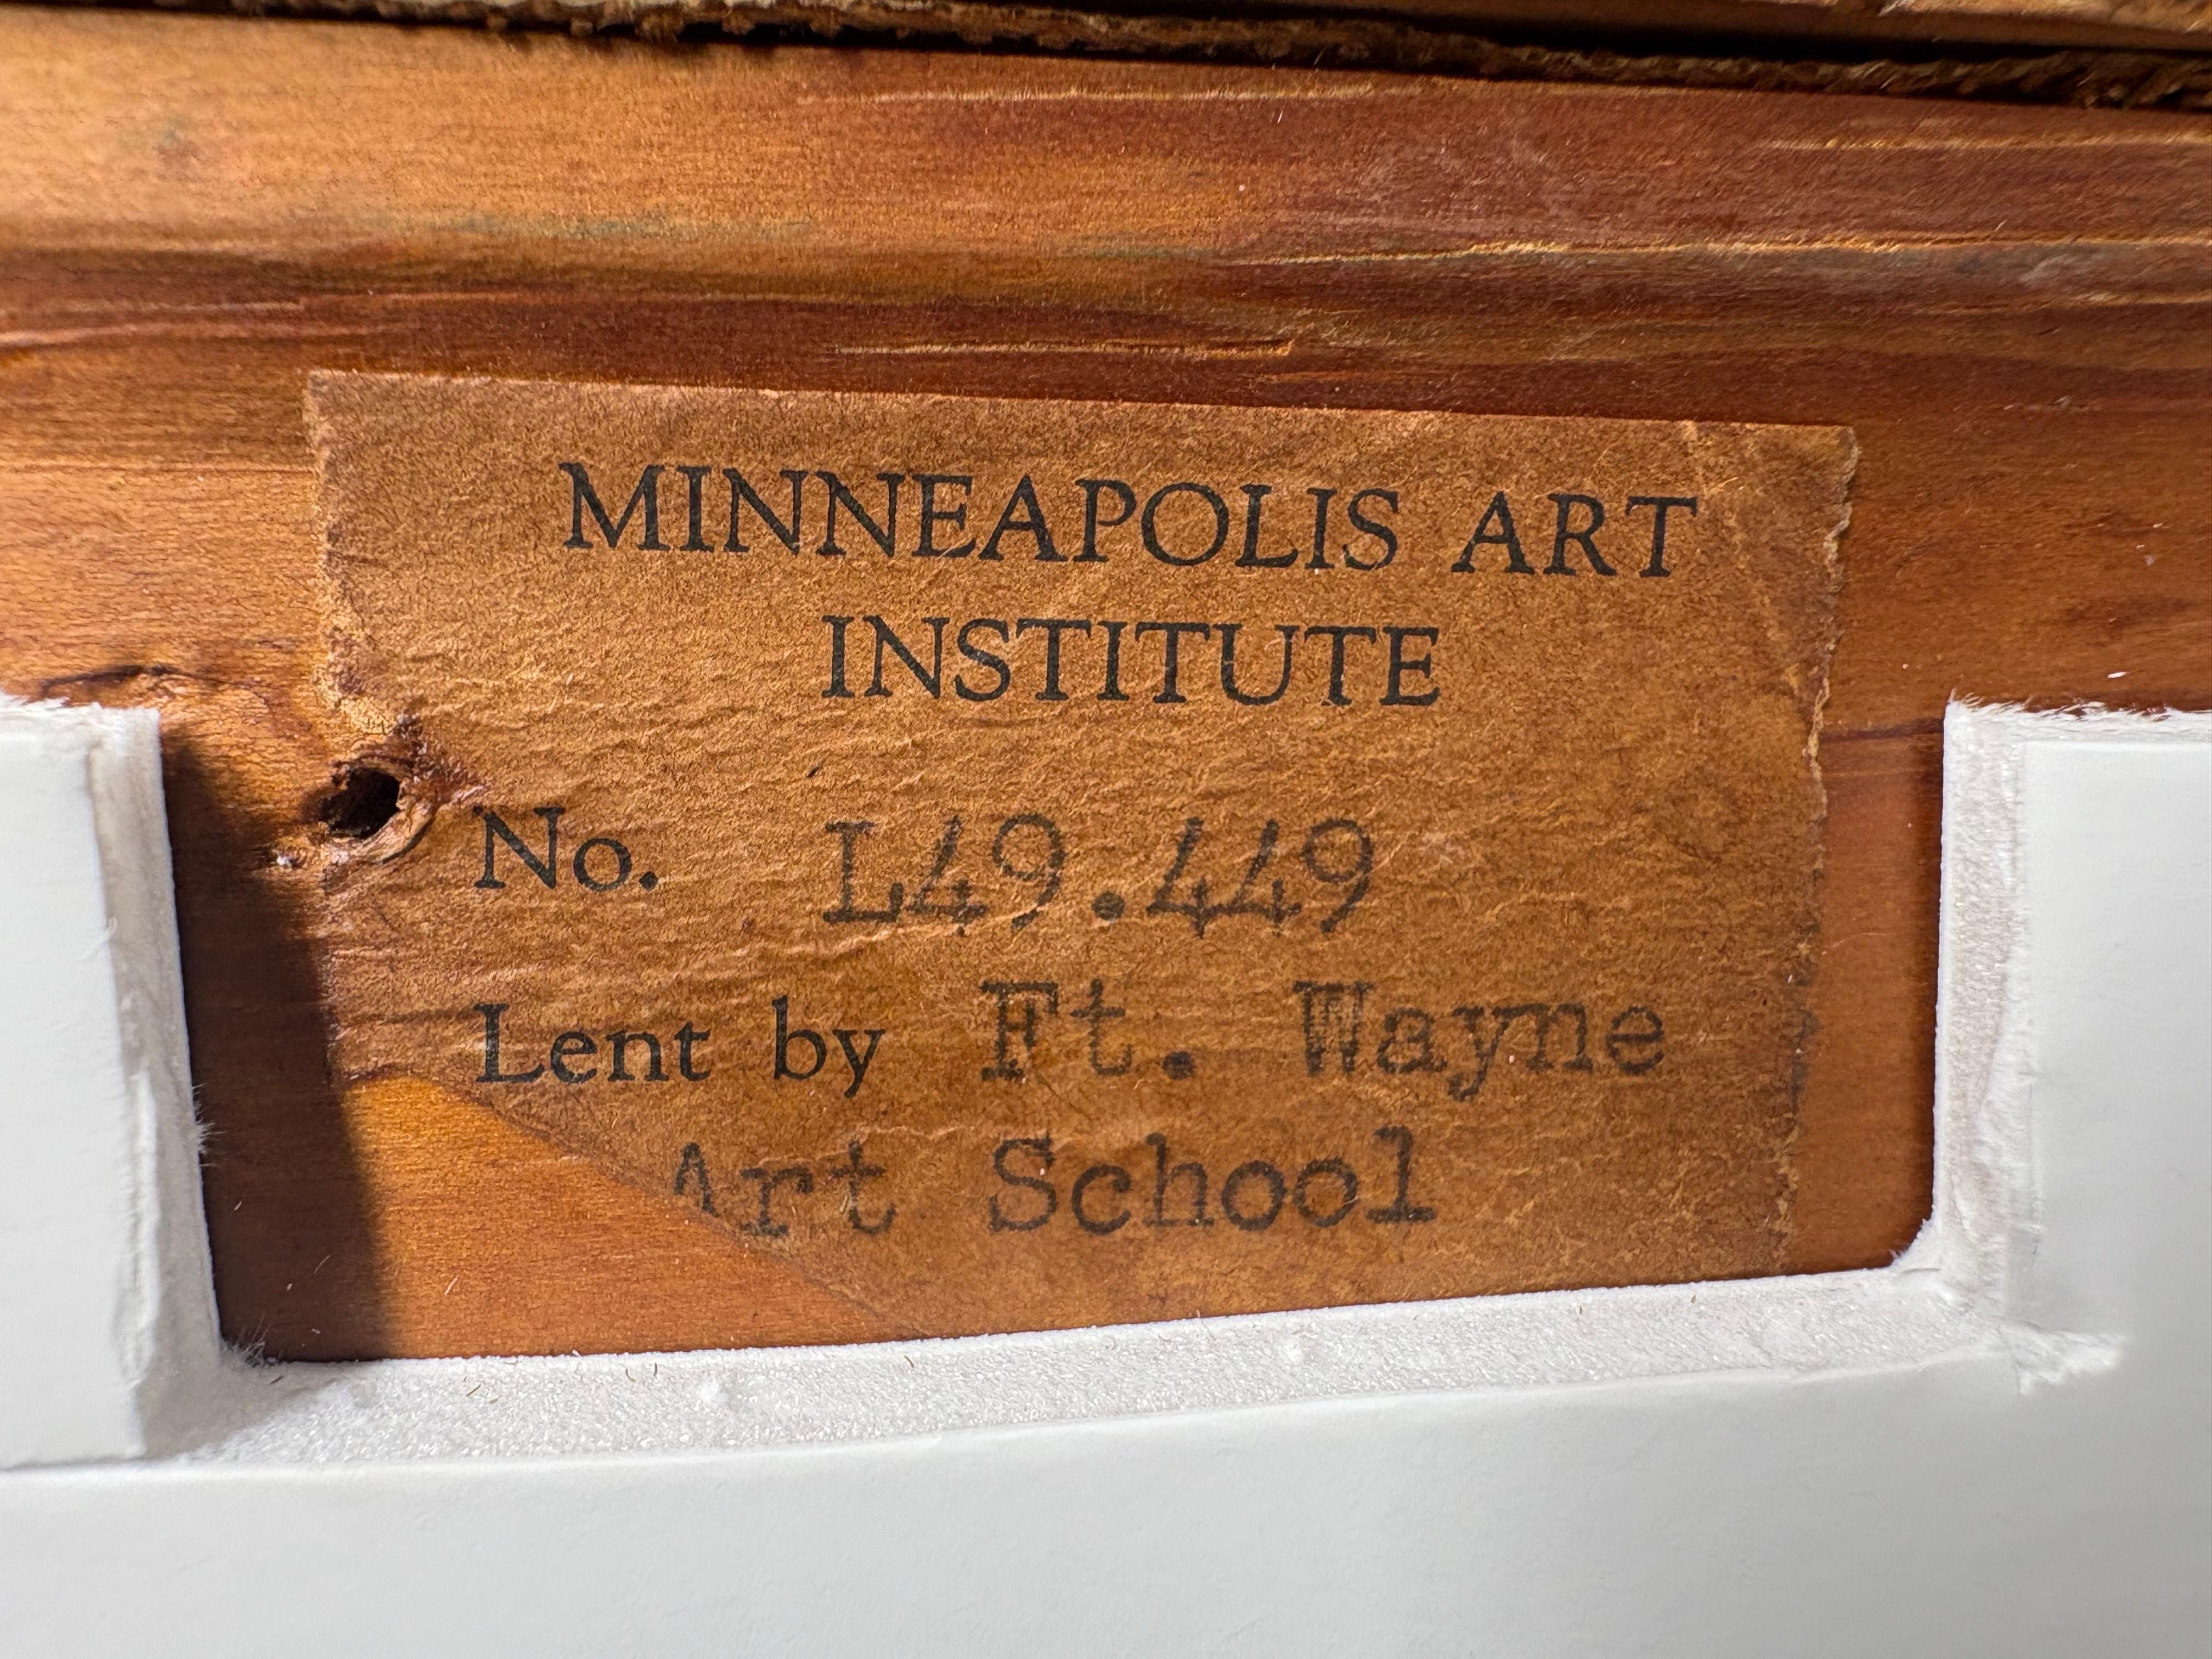 MINNEAPOLIS ART
INSTITUTE
No. L49.449
Lent by Ft. Wayne
Art School